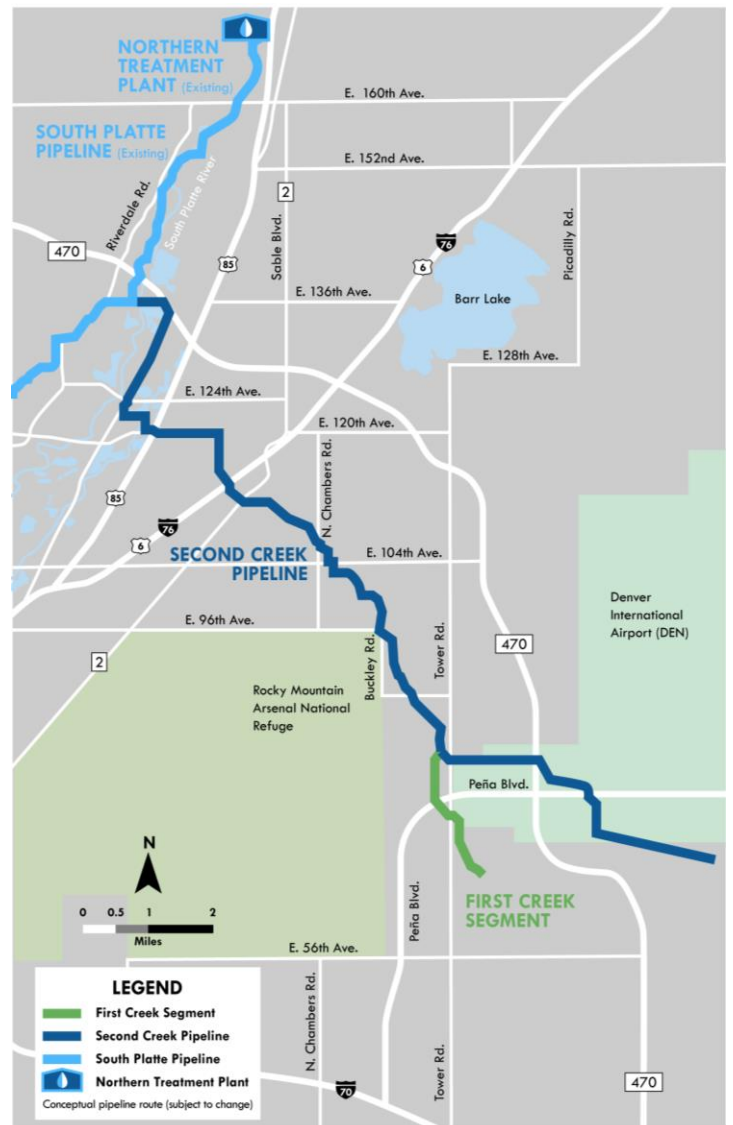 NORTHERN
TREATMENT
PLANT (Existing)
E. 160th Ave.
SOUTH PLATTE
PIPELINE (Existing)
E. 152nd Ave.
Riverdale Rd.
South Platte River
2
Sable Blvd.
Picadilly Rd.
470
85
76
6
E. 136th Ave.
Barr Lake
E. 128th Ave.
E. 124th Ave.
E. 120th Ave.
N. Chambers Rd.
85
76
6
SECOND CREEK
PIPELINE
E. 104th Ave.
E. 96th Ave.
Denver
International
Airport (DEN)
2
Buckley Rd.
Tower Rd.
470
Rocky Mountain
Arsenal National
Refuge
Peña Blvd.
N
0 0.5 1 2
Miles
Peña Blvd.
FIRST CREEK
SEGMENT
E. 56th Ave.
LEGEND
First Creek Segment
Second Creek Pipeline
South Platte Pipeline
Northern Treatment Plant
Conceptual pipeline route (subject to change)
N. Chambers Rd.
Tower Rd.
70
470